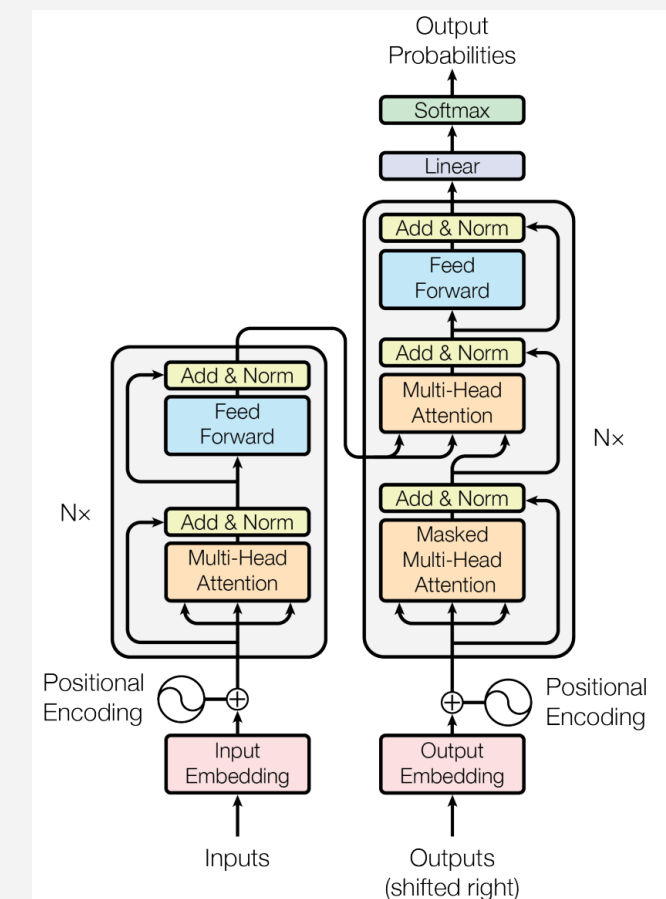 Output
Probabilities
Softmax
Linear
Add & Norm
Feed
Forward
Add & Norm
Multi-Head
Attention
Add & Norm
Masked
Multi-Head
Attention
Nx
Add & Norm
Feed
Forward
Add & Norm
Multi-Head
Attention
N×
Positional
Encoding
Positional
Encoding
Input
Embedding
Output
Embedding
Inputs
Outputs
(shifted right)